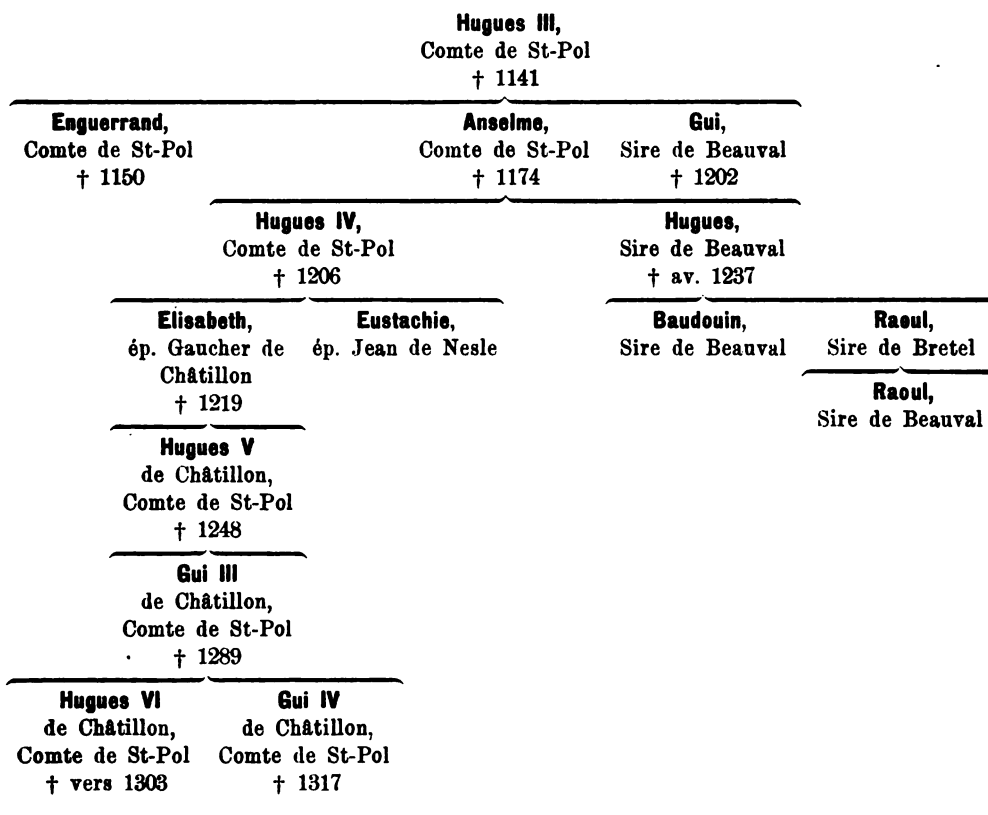 Hugues III,
Comte de St-Pol
† 1141
Enguerrand,
Comte de St-Pol
† 1150
Anselme,
Comte de St-Pol
† 1174
Gui,
Sire de Beauval
† 1202
Hugues IV,
Comte de St-Pol
† 1206
Hugues,
Sire de Beauval
† av. 1237
Elisabeth,
ép. Gaucher de
Châtillon
† 1219
Eustachie,
ép. Jean de Nesle
Baudouin,
Sire de Beauval
Raoul,
Sire de Bretel
Raoul,
Sire de Beauval
Hugues V
de Châtillon,
Comte de St-Pol
† 1248
Gui III
de Châtillon,
Comte de St-Pol
† 1289
Hugues VI
de Châtillon,
Comte de St-Pol
† vers 1303
Gui IV
de Châtillon,
Comte de St-Pol
† 1317